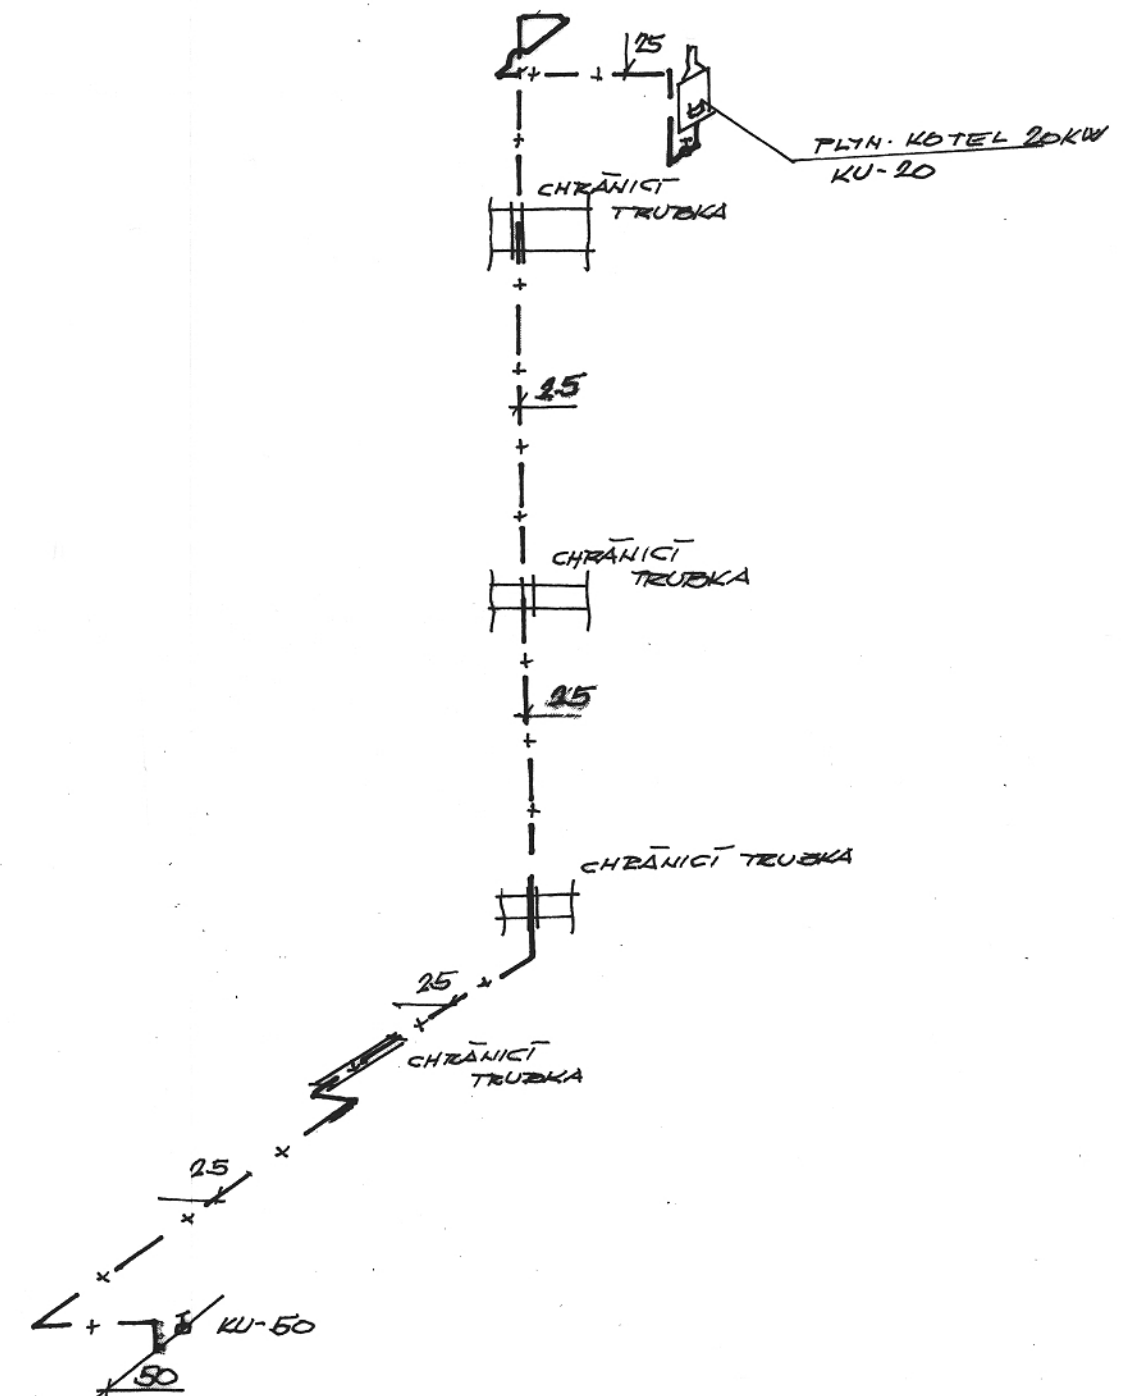 25
PLYN. KOTEL 20KW
KU-20
CHRÁNICÍ
TRUBKA
25
CHRÁNICÍ
TRUBKA
25
CHRÁNICÍ TRUBKA
25
CHRÁNICÍ
TRUBKA
25
KU-50
50